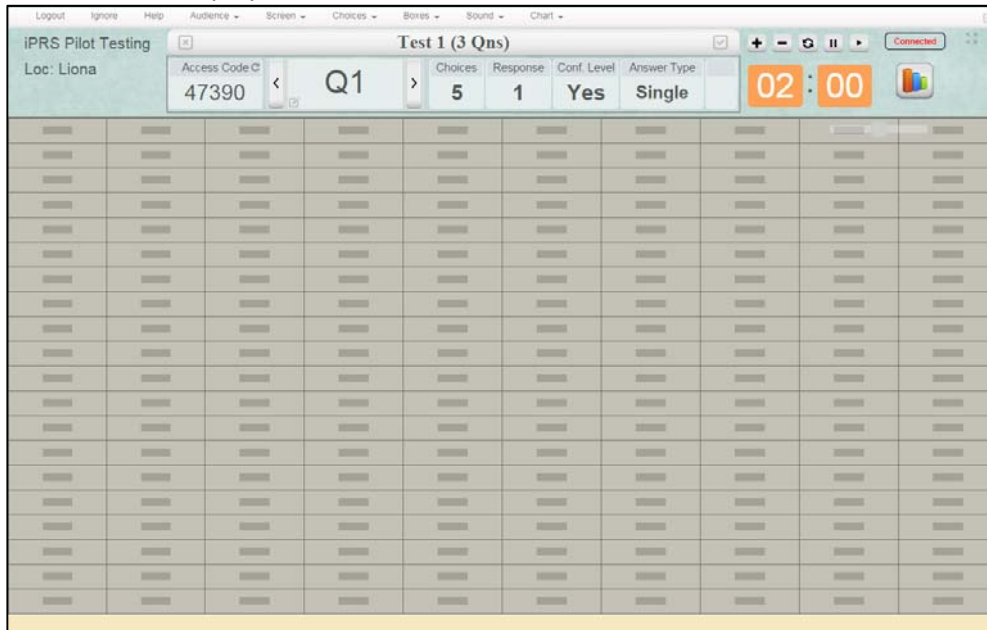 Logout Ignore Help Audience Screen Choices Boxes Sound Chart
iPRS Pilot Testing
Loc: Liona
Test 1 (3 Qns)
Connected
Access Code
47390
Q1
Choices
5
Response
1
Conf. Level
Yes
Answer Type
Single
02 : 00